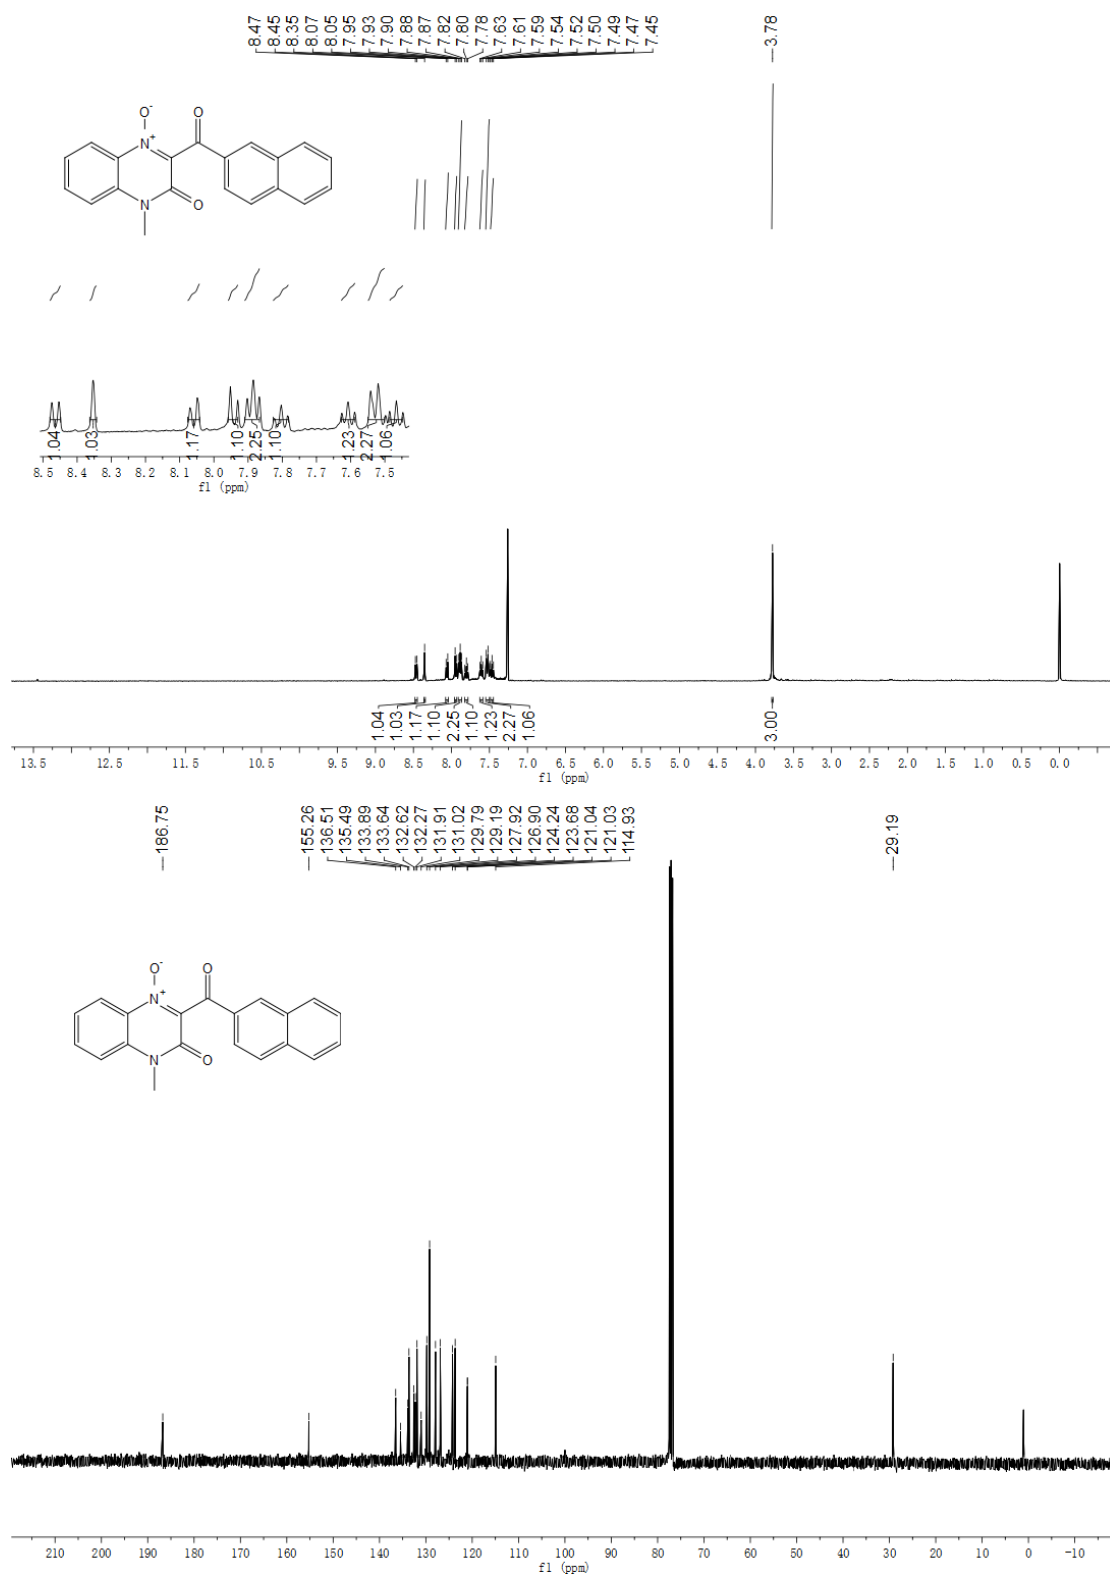 8.47 8.45 8.35 8.07 8.05 7.95 7.93 7.90 7.88 7.87 7.82 7.80 7.78 7.63 7.61 7.59 7.54 7.52 7.50 7.49 7.47 7.45 3.78
O- O
N+
N O
1.04 1.03 1.17 1.10 2.25 1.10 1.23 2.27 1.06
8.5 8.4 8.3 8.2 8.1 8.0 7.9 7.8 7.7 7.6 7.5
f1 (ppm)
1.04 1.03 1.17 1.10 2.25 1.10 1.23 2.27 1.06 3.00
13.5 12.5 11.5 10.5 9.5 9.0 8.5 8.0 7.5 7.0 6.5 6.0 5.5 5.0 4.5 4.0 3.5 3.0 2.5 2.0 1.5 1.0 0.5 0.0
f1 (ppm)
186.75 155.26 136.51 135.49 133.89 133.64 132.62 132.27 131.91 131.02 129.79 129.19 127.92 126.90 124.24 123.68 121.04 121.03 114.93 29.19
O- O
N+
N O
210 200 190 180 170 160 150 140 130 120 110 100 90 80 70 60 50 40 30 20 10 0 -10
f1 (ppm)